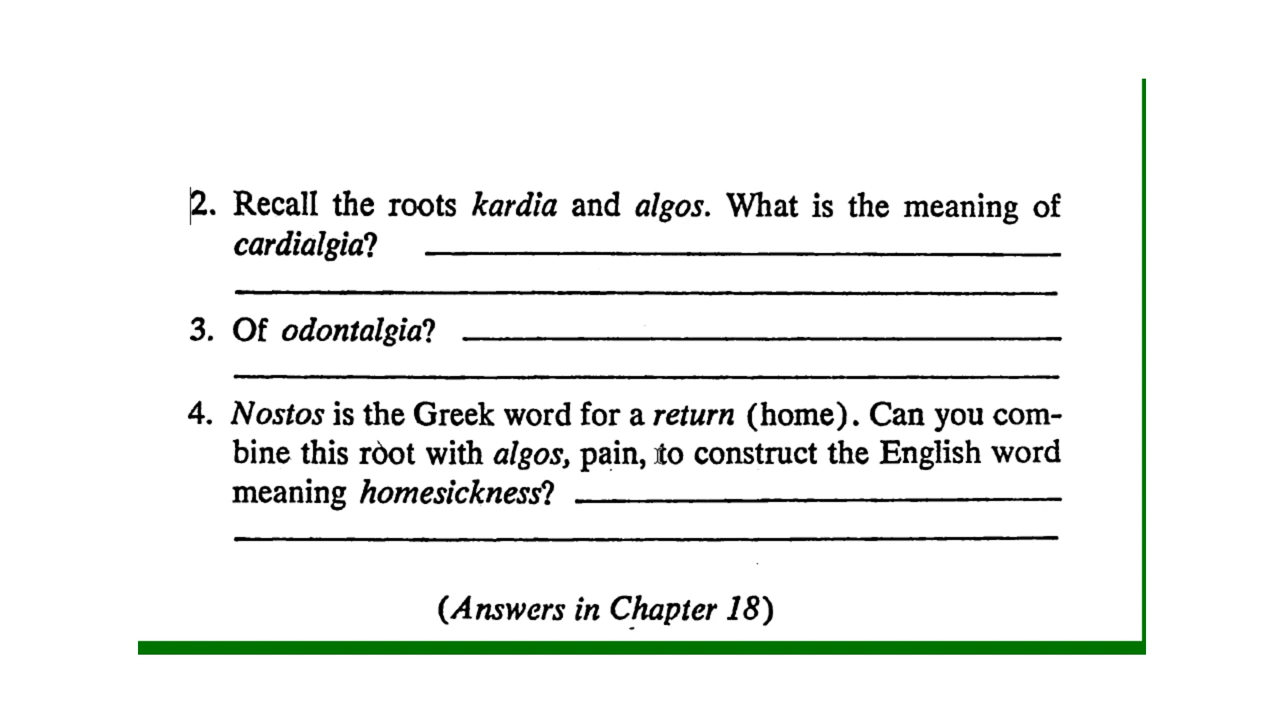 2. Recall the roots kardia and algos. What is the meaning of
cardialgia?
3. Of odontalgia?
4. Nostos is the Greek word for a return (home). Can you com-
bine this root with algos, pain, to construct the English word
meaning homesickness?
(Answers in Chapter 18)